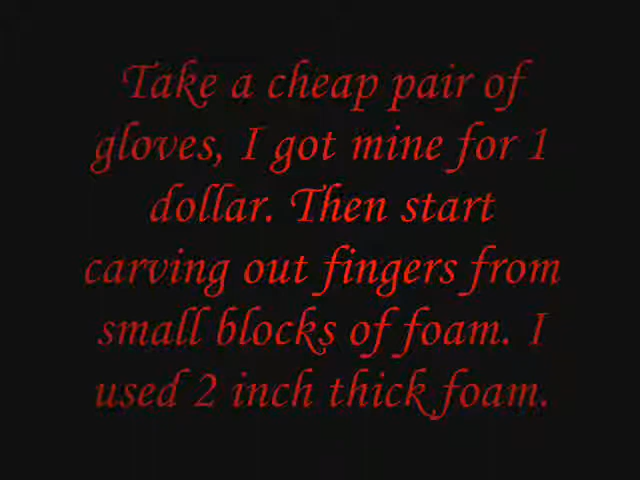 Take a cheap pair of
gloves, I got mine for 1
dollar. Then start
carving out fingers from
small blocks of foam. I
used 2 inch thick foam.